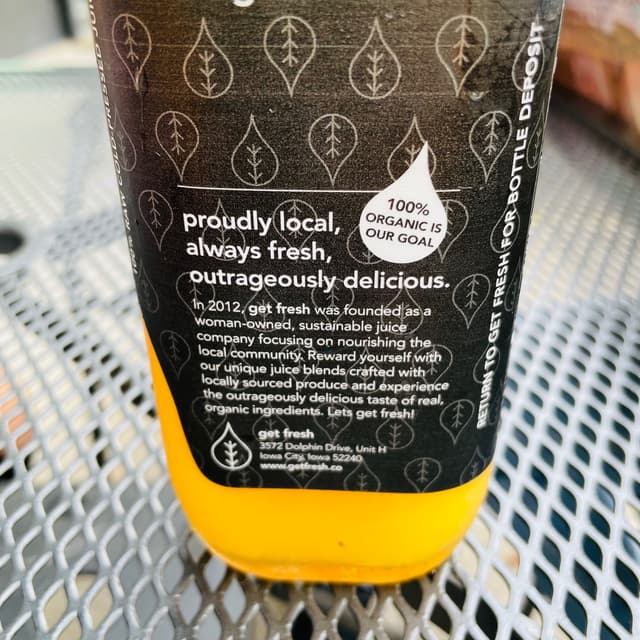 100%
ORGANIC IS
OUR GOAL
proudly local,
always fresh,
outrageously delicious.
In 2012, get fresh was founded as a
woman-owned, sustainable juice
company focusing on nourishing the
local community. Reward yourself with
our unique juice blends crafted with
locally sourced produce and experience
the outrageously delicious taste of real,
organic ingredients. Lets get fresh!
get fresh
3572 Dolphin Drive, Unit H
Iowa City, Iowa 52240
www.getfresh.co
RETURN TO GET FRESH FOR BOTTLE DEPOSIT